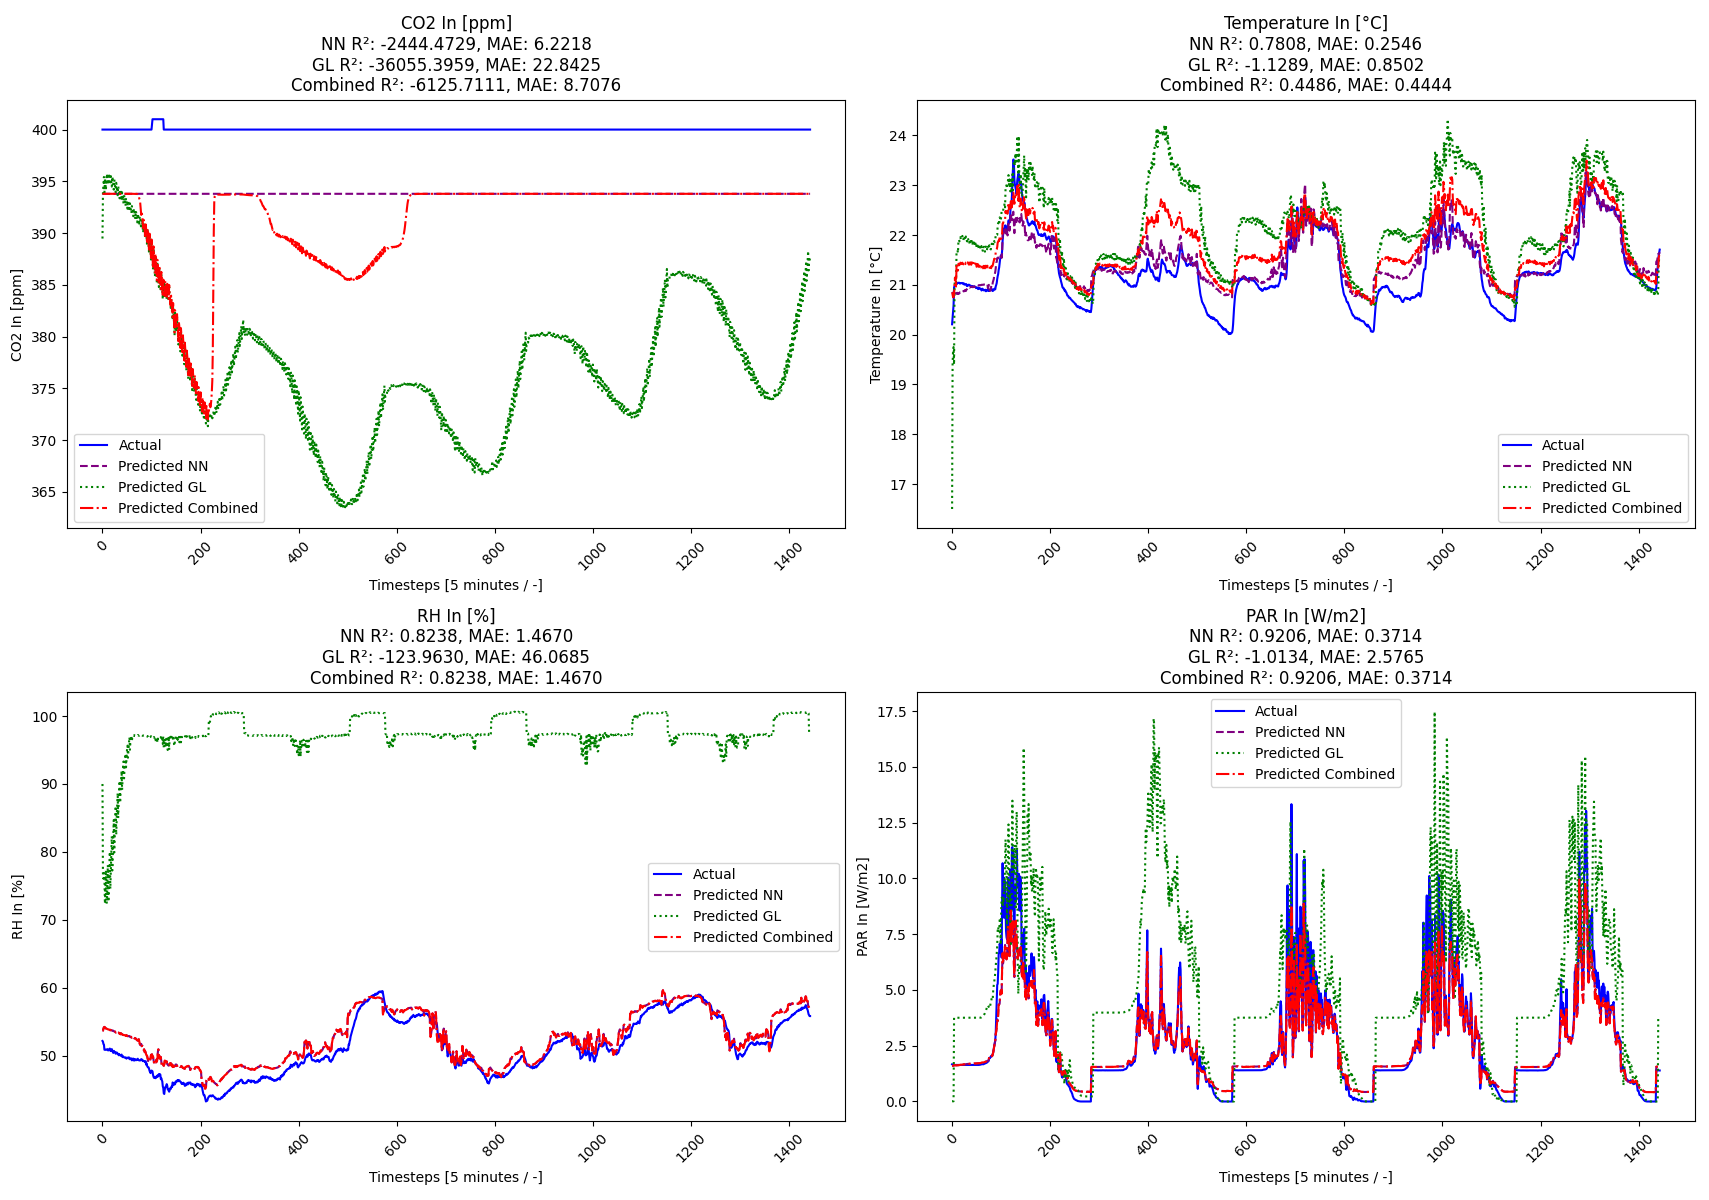 CO2 In [ppm]
NN R²: -2444.4729, MAE: 6.2218
GL R²: -36055.3959, MAE: 22.8425
Combined R²: -6125.7111, MAE: 8.7076
CO2 In [ppm]
400
395
390
385
380
375
370
365
Actual
Predicted NN
Predicted GL
Predicted Combined
0
200
400
600
800
1000
1200
1400
Timesteps [5 minutes / -]
Temperature In [°C]
NN R²: 0.7808, MAE: 0.2546
GL R²: -1.1289, MAE: 0.8502
Combined R²: 0.4486, MAE: 0.4444
Temperature In [°C]
24
23
22
21
20
19
18
17
Actual
Predicted NN
Predicted GL
Predicted Combined
0
200
400
600
800
1000
1200
1400
Timesteps [5 minutes / -]
RH In [%]
NN R²: 0.8238, MAE: 1.4670
GL R²: -123.9630, MAE: 46.0685
Combined R²: 0.8238, MAE: 1.4670
RH In [%]
100
90
80
70
60
50
Actual
Predicted NN
Predicted GL
Predicted Combined
0
200
400
600
800
1000
1200
1400
Timesteps [5 minutes / -]
PAR In [W/m2]
NN R²: 0.9206, MAE: 0.3714
GL R²: -1.0134, MAE: 2.5765
Combined R²: 0.9206, MAE: 0.3714
PAR In [W/m2]
17.5
15.0
12.5
10.0
7.5
5.0
2.5
0.0
Actual
Predicted NN
Predicted GL
Predicted Combined
0
200
400
600
800
1000
1200
1400
Timesteps [5 minutes / -]